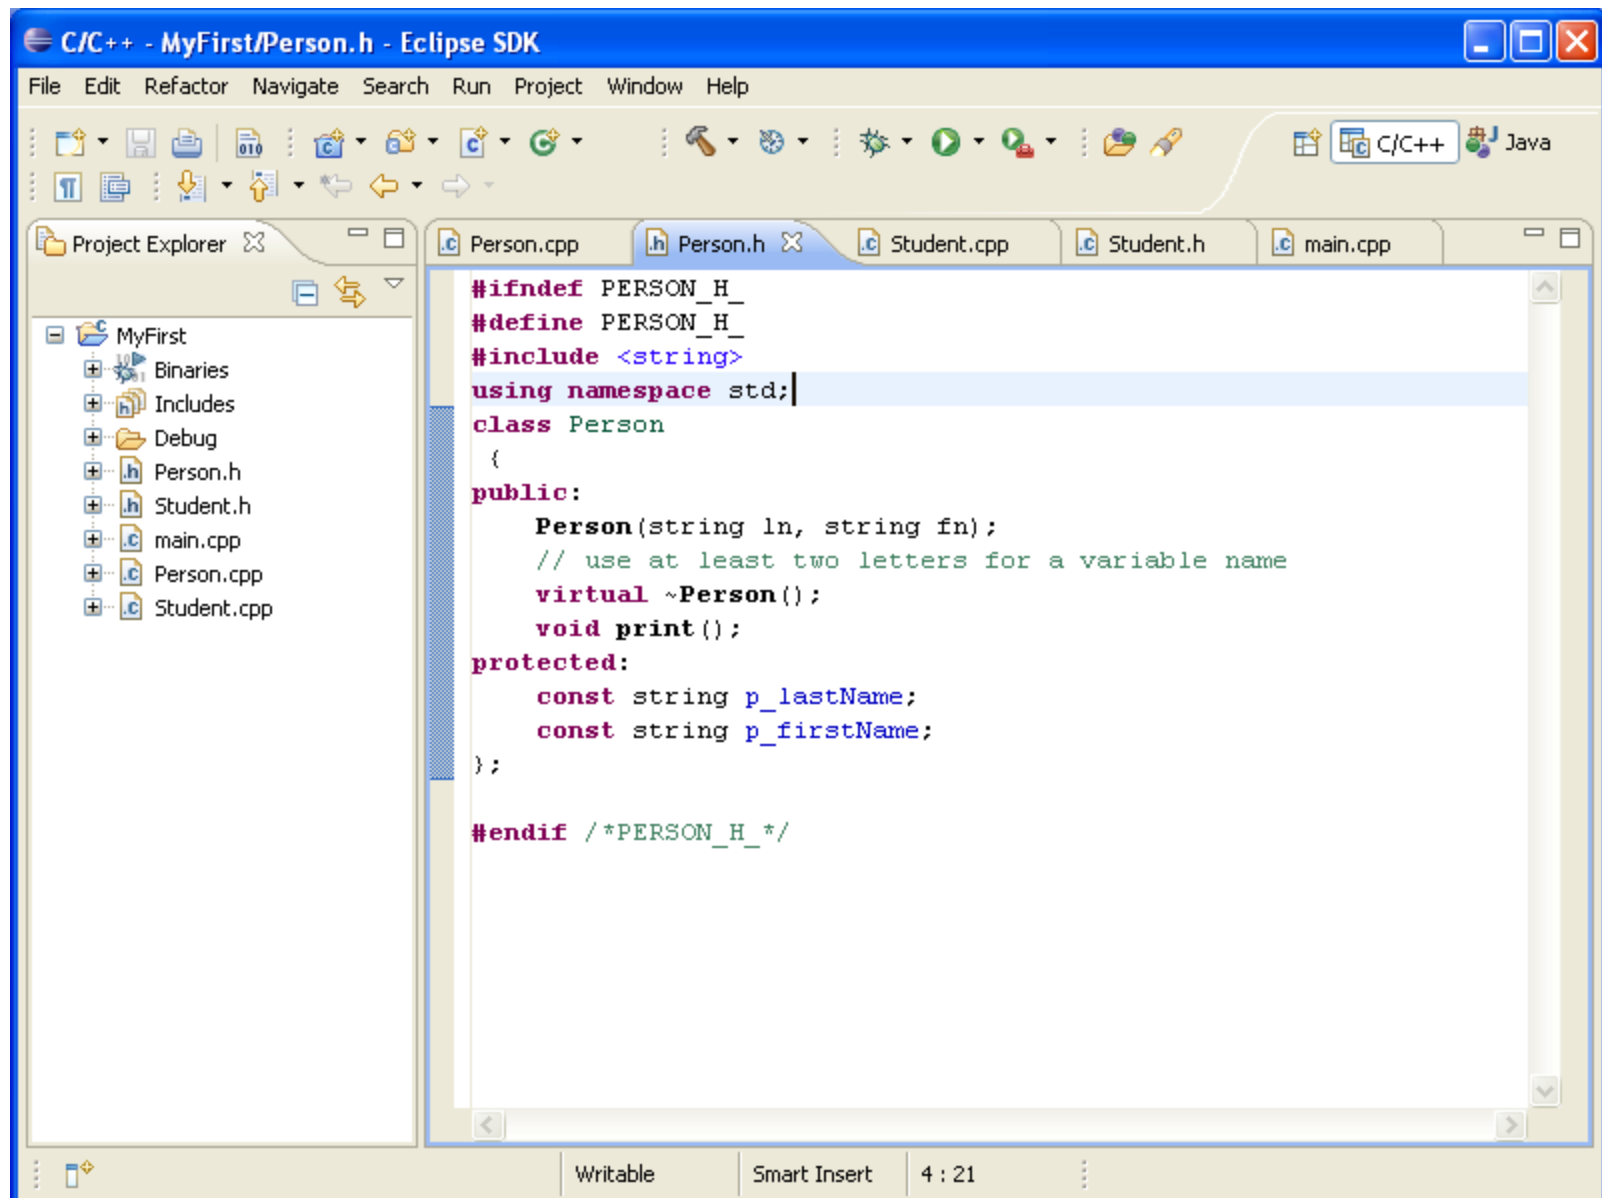 C/C++ - MyFirst/Person.h - Eclipse SDK
File Edit Refactor Navigate Search Run Project Window Help
C/C++ Java
Project Explorer
MyFirst
Binaries
Includes
Debug
Person.h
Student.h
main.cpp
Person.cpp
Student.cpp
Person.cpp Person.h Student.cpp Student.h main.cpp
#ifndef PERSON_H_
#define PERSON_H_
#include <string>
using namespace std;
class Person
 {
public:
    Person(string ln, string fn);
    // use at least two letters for a variable name
    virtual ~Person();
    void print();
protected:
    const string p_lastName;
    const string p_firstName;
};
#endif /*PERSON_H_*/
Writable Smart Insert 4 : 21